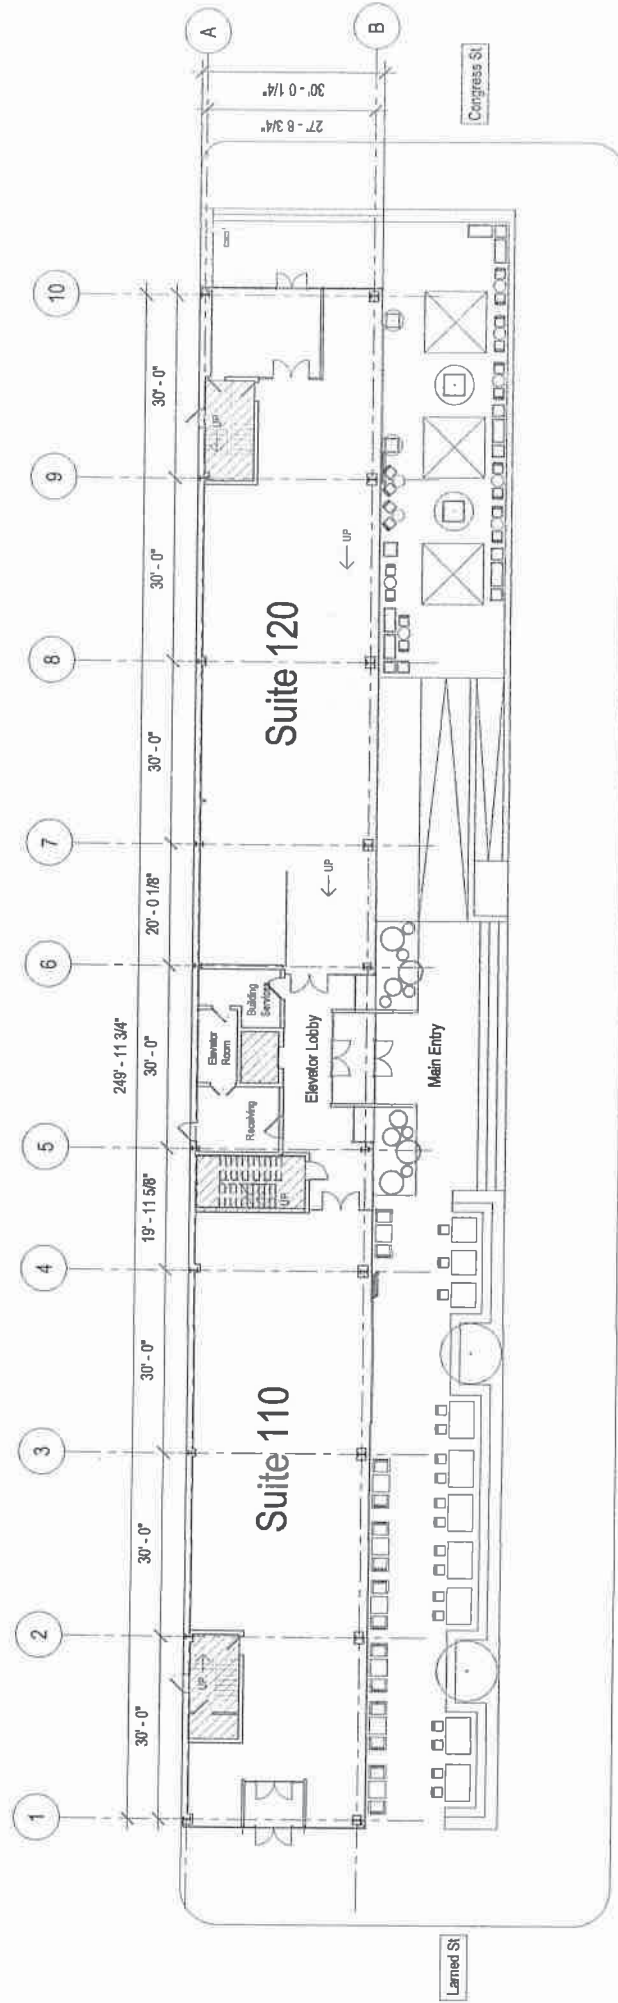 A
B
30' - 0 1/4"
27' - 8 3/4"
Congress St
1
2
3
4
5
6
7
8
9
10
249' - 11 3/4"
30' - 0"
30' - 0"
30' - 0"
19' - 11 5/8"
30' - 0"
20' - 0 1/8"
30' - 0"
30' - 0"
30' - 0"
UP
Suite 110
UP
Receiving
Elevator
Room
Building
Services
Elevator Lobby
Main Entry
UP
Suite 120
UP
UP
Larned St